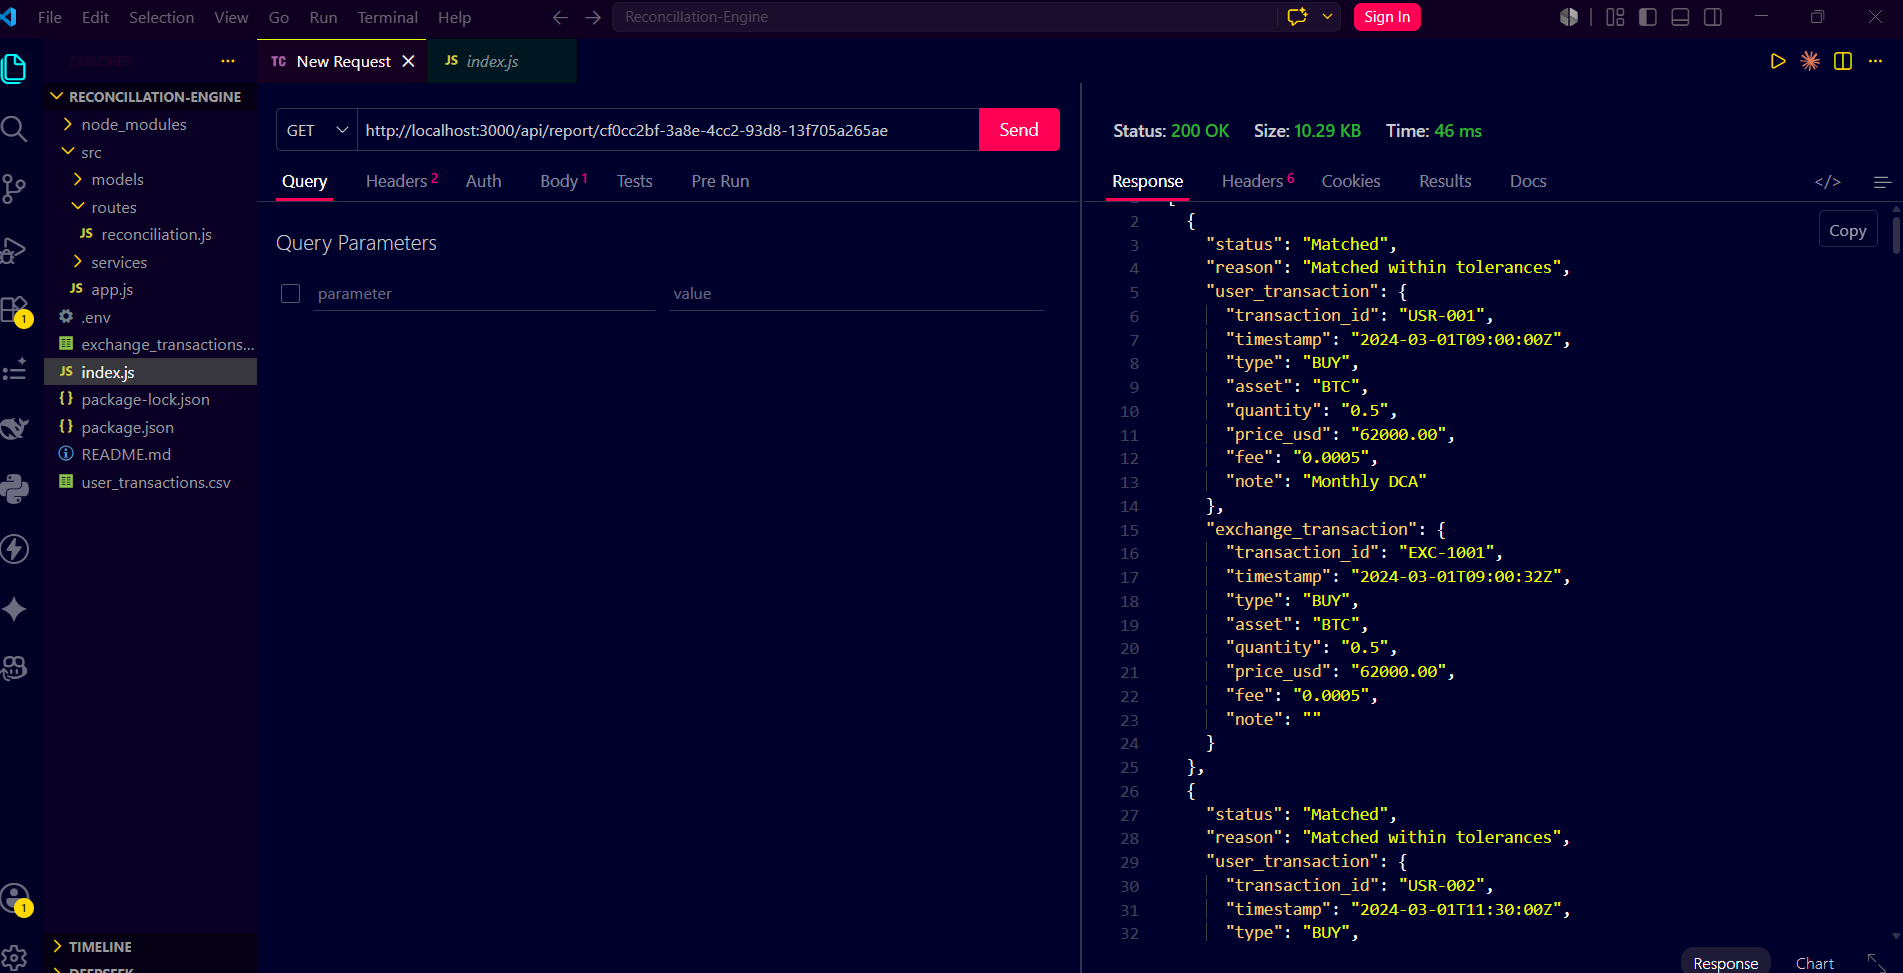 File Edit Selection View Go Run Terminal Help
Reconcillation-Engine
Sign In
EXPLORER
TC New Request
JS index.js
RECONCILLATION-ENGINE
node_modules
src
models
routes
JS reconciliation.js
services
JS app.js
.env
exchange_transactions...
JS index.js
{} package-lock.json
{} package.json
README.md
user_transactions.csv
1
1
TIMELINE
DEEPSEEK
GET
http://localhost:3000/api/report/cf0cc2bf-3a8e-4cc2-93d8-13f705a265ae
Send
Query Headers 2 Auth Body 1 Tests Pre Run
Query Parameters
parameter value
Status: 200 OK Size: 10.29 KB Time: 46 ms
Response Headers 6 Cookies Results Docs
</>
Copy
2 {
3 "status": "Matched",
4 "reason": "Matched within tolerances",
5 "user_transaction": {
6 "transaction_id": "USR-001",
7 "timestamp": "2024-03-01T09:00:00Z",
8 "type": "BUY",
9 "asset": "BTC",
10 "quantity": "0.5",
11 "price_usd": "62000.00",
12 "fee": "0.0005",
13 "note": "Monthly DCA"
14 },
15 "exchange_transaction": {
16 "transaction_id": "EXC-1001",
17 "timestamp": "2024-03-01T09:00:32Z",
18 "type": "BUY",
19 "asset": "BTC",
20 "quantity": "0.5",
21 "price_usd": "62000.00",
22 "fee": "0.0005",
23 "note": ""
24 }
25 },
26 {
27 "status": "Matched",
28 "reason": "Matched within tolerances",
29 "user_transaction": {
30 "transaction_id": "USR-002",
31 "timestamp": "2024-03-01T11:30:00Z",
32 "type": "BUY",
Response Chart